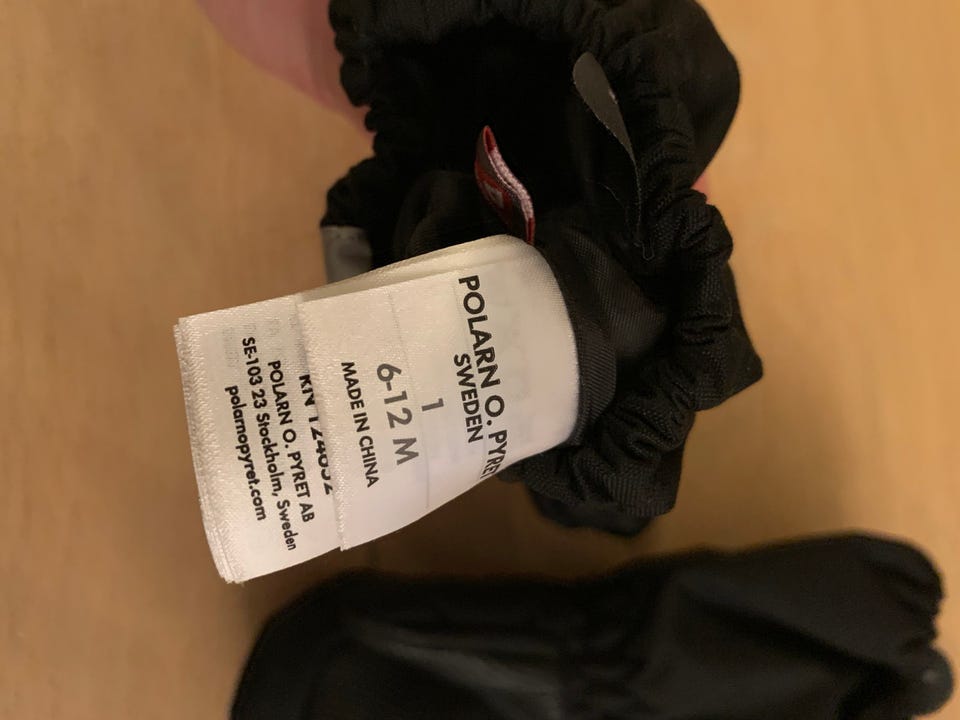 POLARN O. PYRET
SWEDEN
1
6-12 M
MADE IN CHINA
POLARN O. PYRET AB
SE-103 23 Stockholm, Sweden
polarnopyret.com